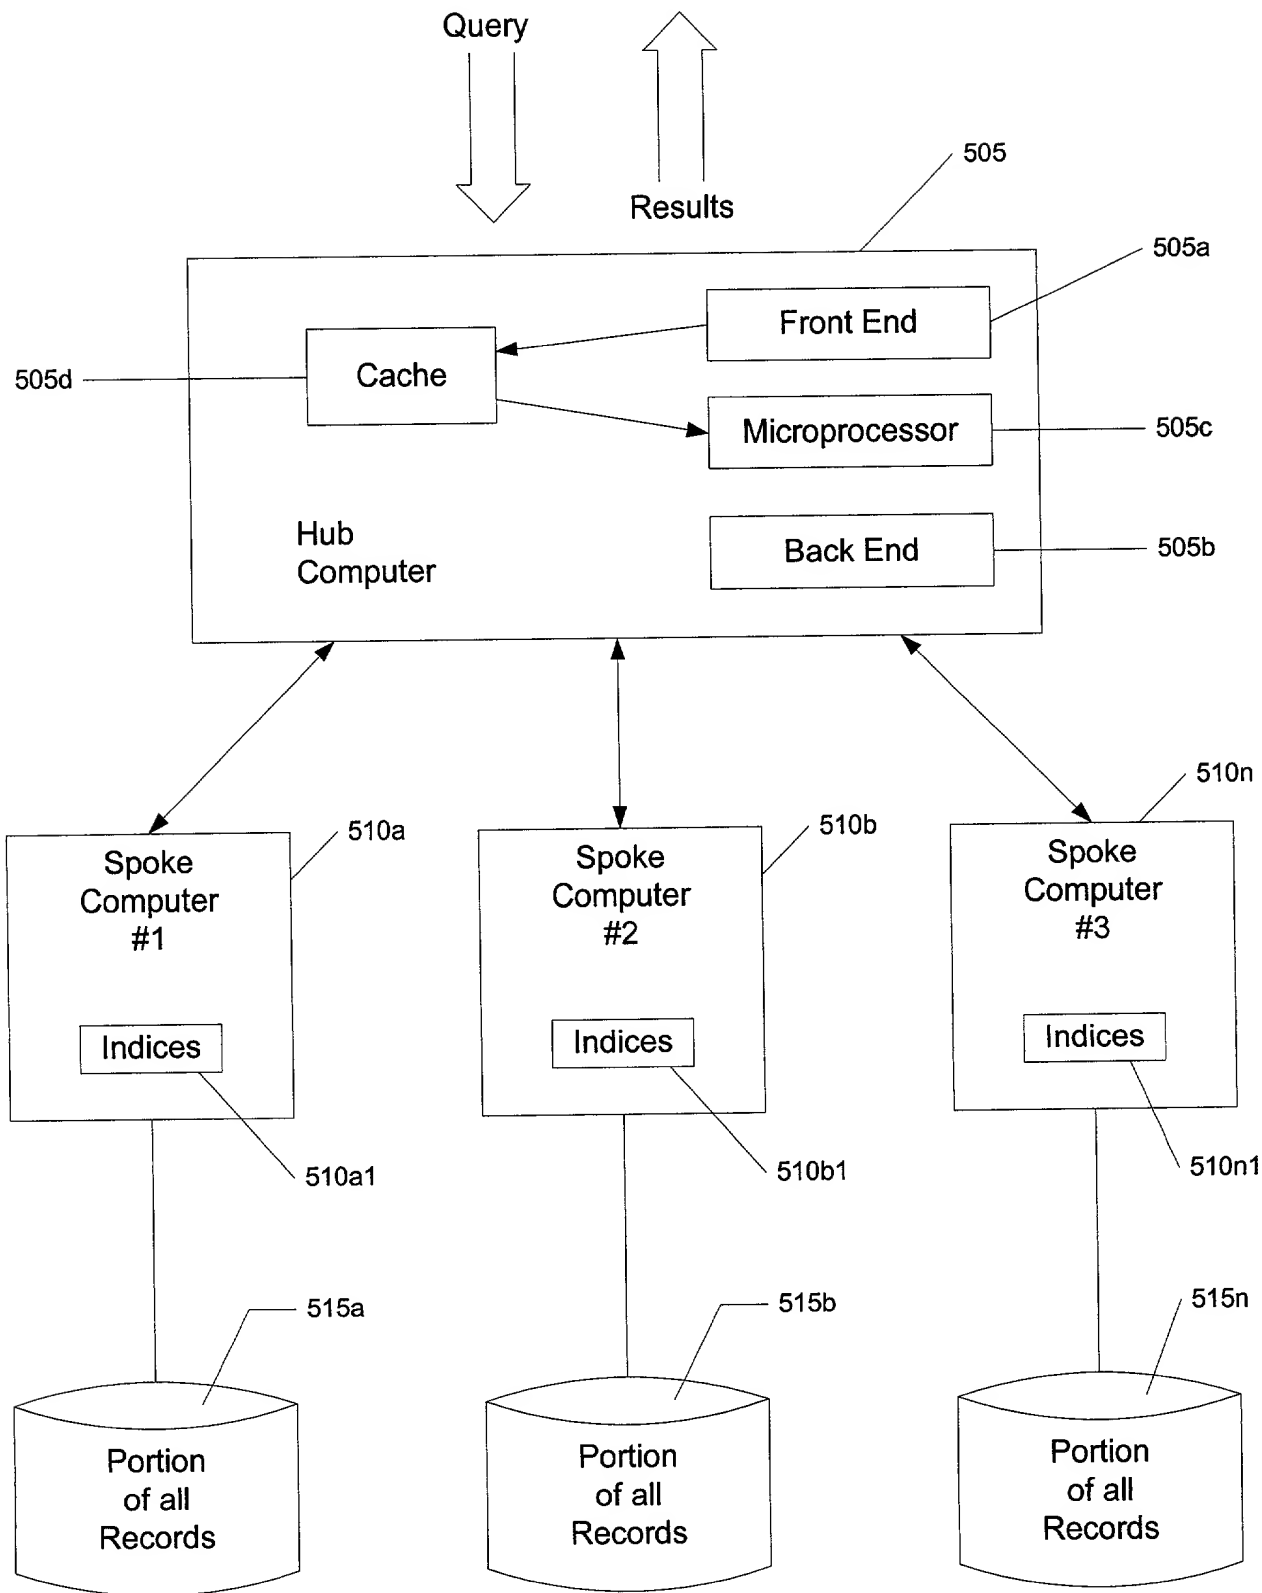 Query
Results
505
505a
Front End
Cache
505d
Microprocessor
505c
Hub
Computer
Back End
505b
510n
510a
510b
Spoke
Computer
#1
Spoke
Computer
#2
Spoke
Computer
#3
Indices
Indices
Indices
510a1
510b1
510n1
515a
515b
515n
Portion
of all
Records
Portion
of all
Records
Portion
of all
Records